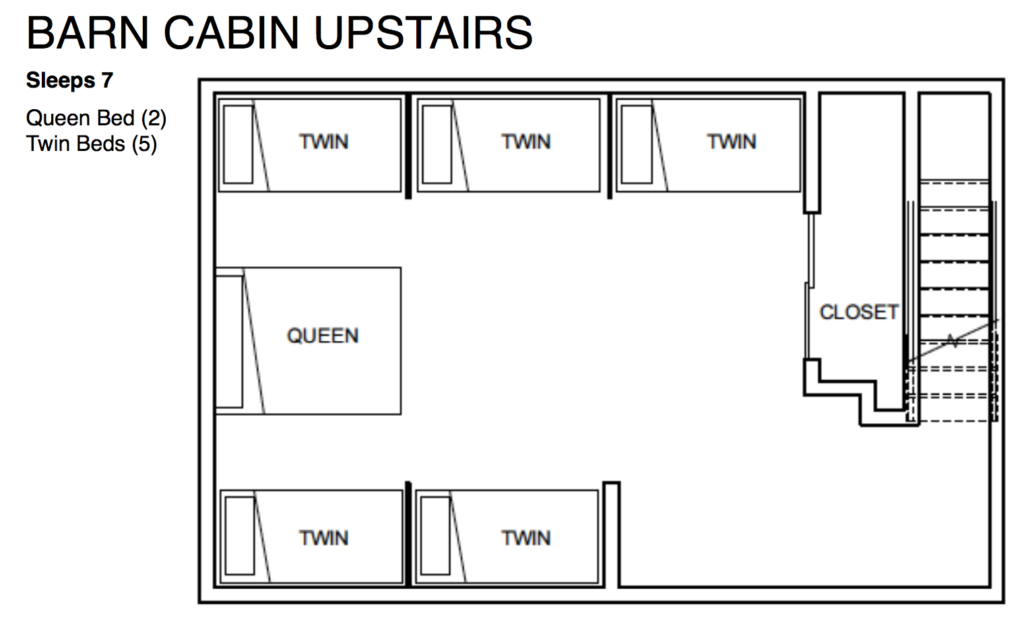 BARN CABIN UPSTAIRS
Sleeps 7
Queen Bed (2)
Twin Beds (5)
TWIN TWIN TWIN
CLOSET
QUEEN
TWIN TWIN